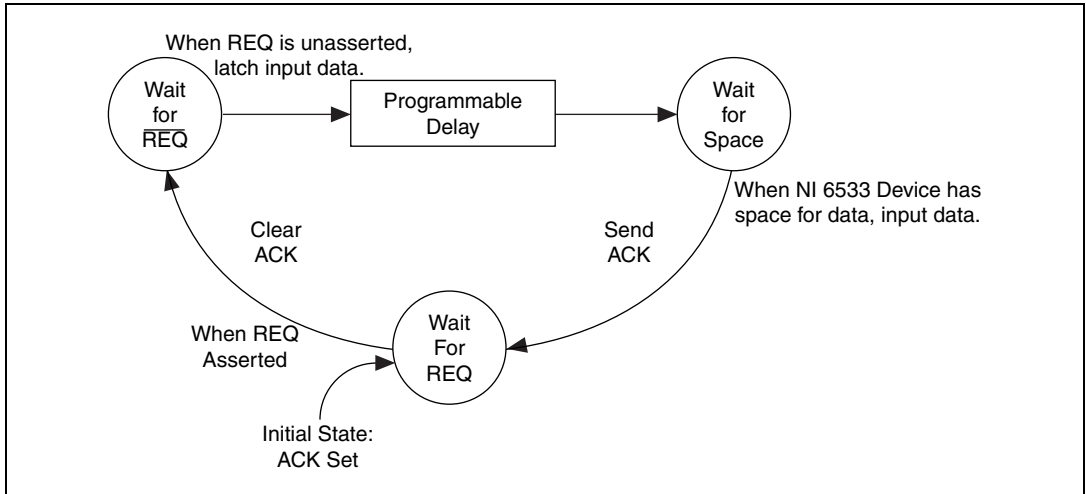 When REQ is unasserted,
latch input data.
Wait
for
R̅E̅Q̅
Programmable
Delay
Wait
for
Space
When NI 6533 Device has
space for data, input data.
Clear
ACK
Send
ACK
When REQ
Asserted
Wait
For
REQ
Initial State:
ACK Set